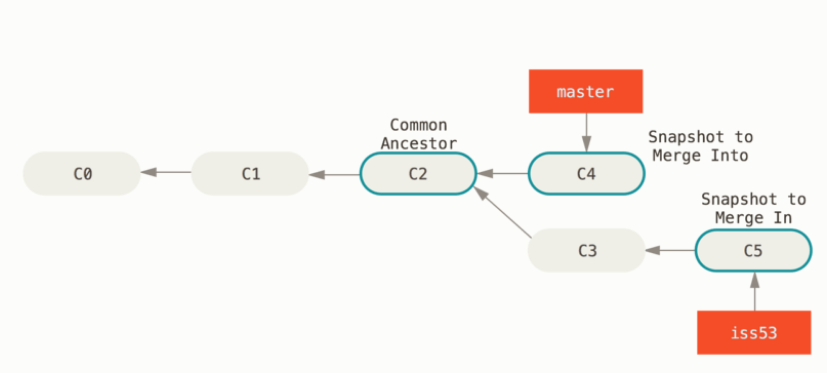 master
Common
Ancestor
Snapshot to
Merge Into
C0
C1
C2
C4
Snapshot to
Merge In
C3
C5
iss53